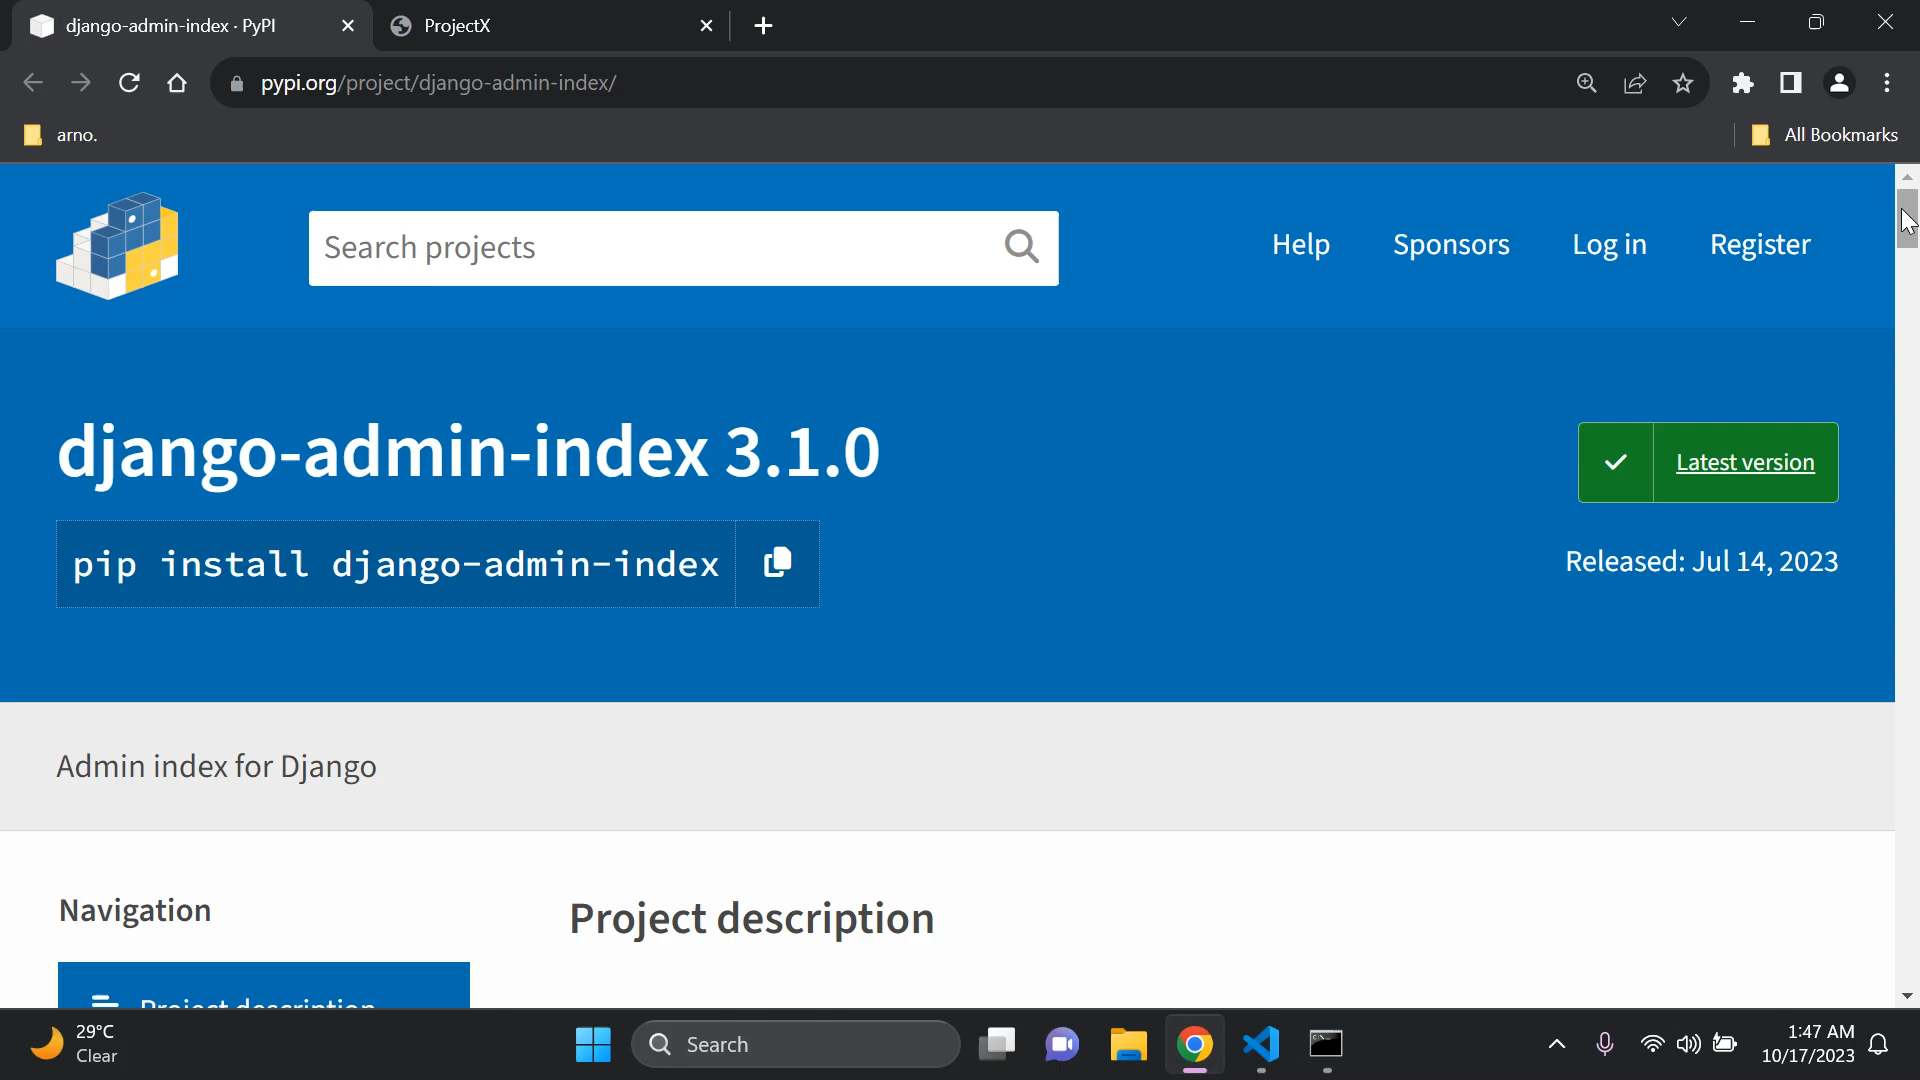 django-admin-index · PyPI
ProjectX
pypi.org/project/django-admin-index/
arno.
All Bookmarks
Search projects
Help
Sponsors
Log in
Register
django-admin-index 3.1.0
Latest version
pip install django-admin-index
Released: Jul 14, 2023
Admin index for Django
Navigation
Project description
Project description
29°C
Clear
Search
1:47 AM
10/17/2023